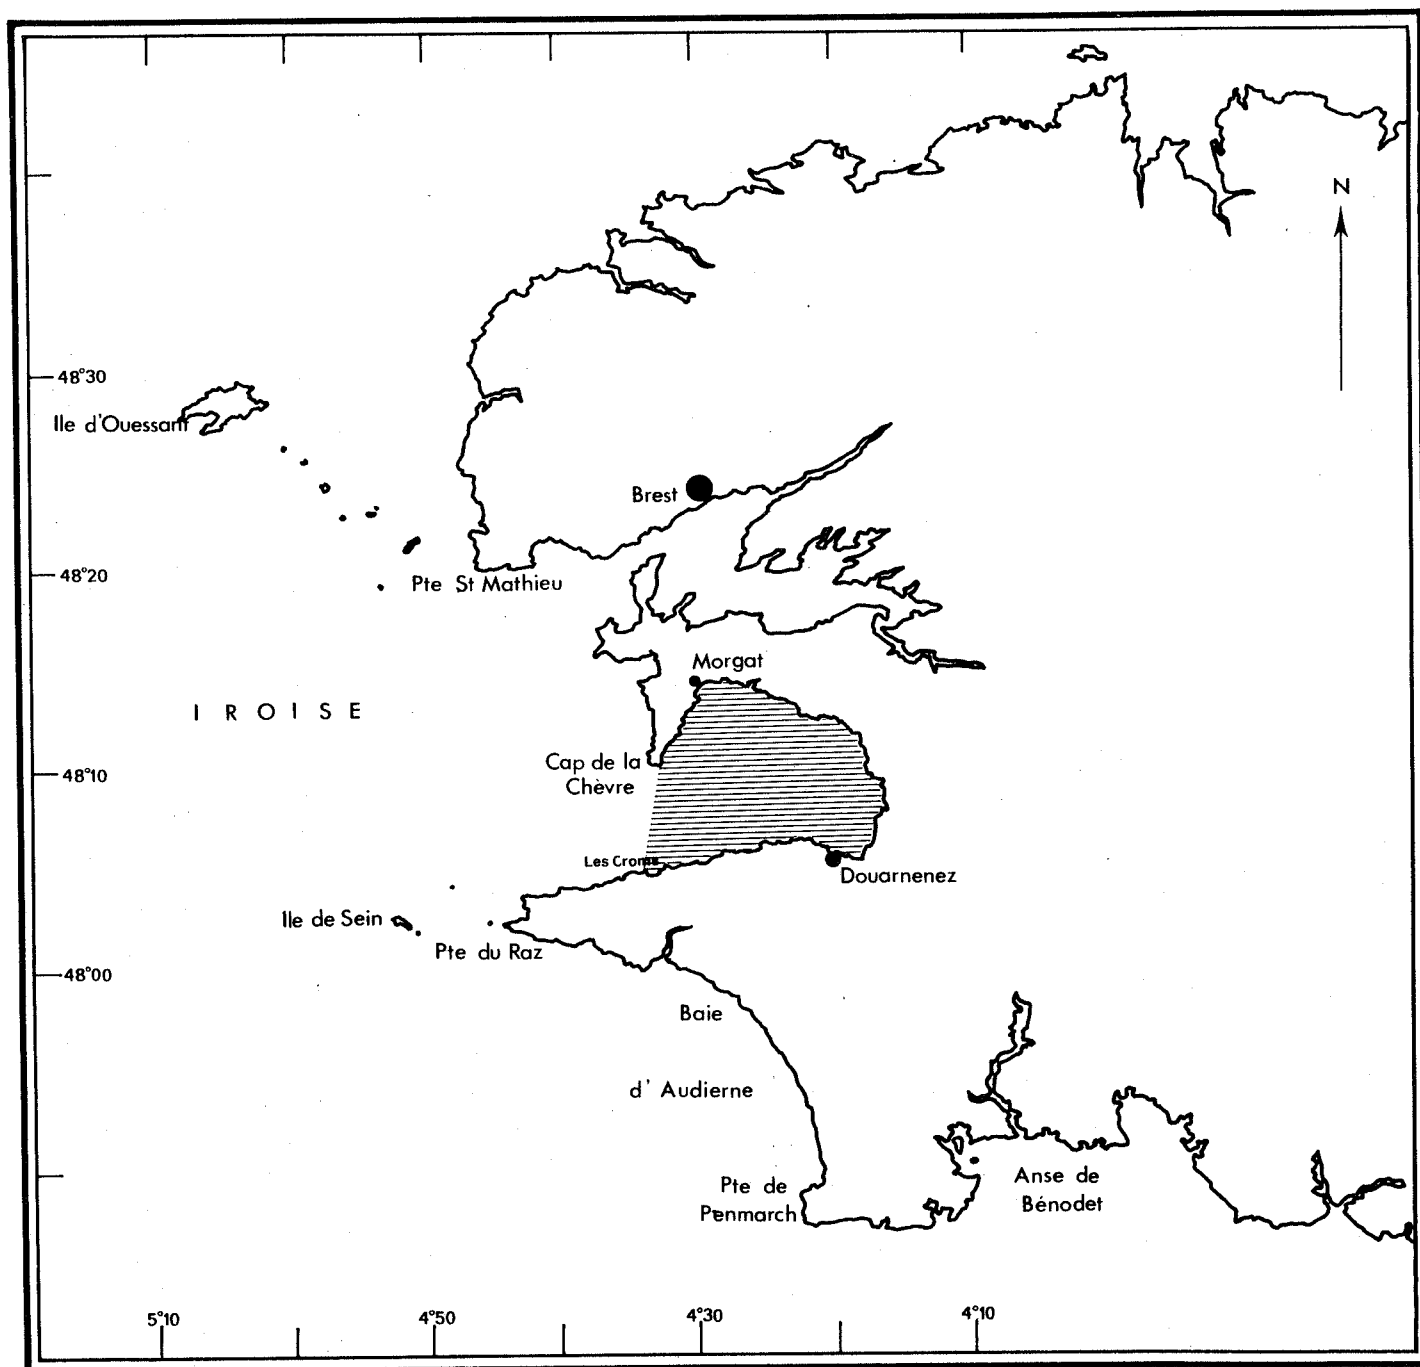 N
48°30
Ile d'Ouessant
Brest
48°20
Pte St Mathieu
Morgat
IROISE
Cap de la
Chèvre
48°10
Les Crom
Douarnenez
Ile de Sein
Pte du Raz
48°00
Baie
d' Audierne
Pte de
Penmarch
Anse de
Bénodet
5°10
4°50
4°30
4°10